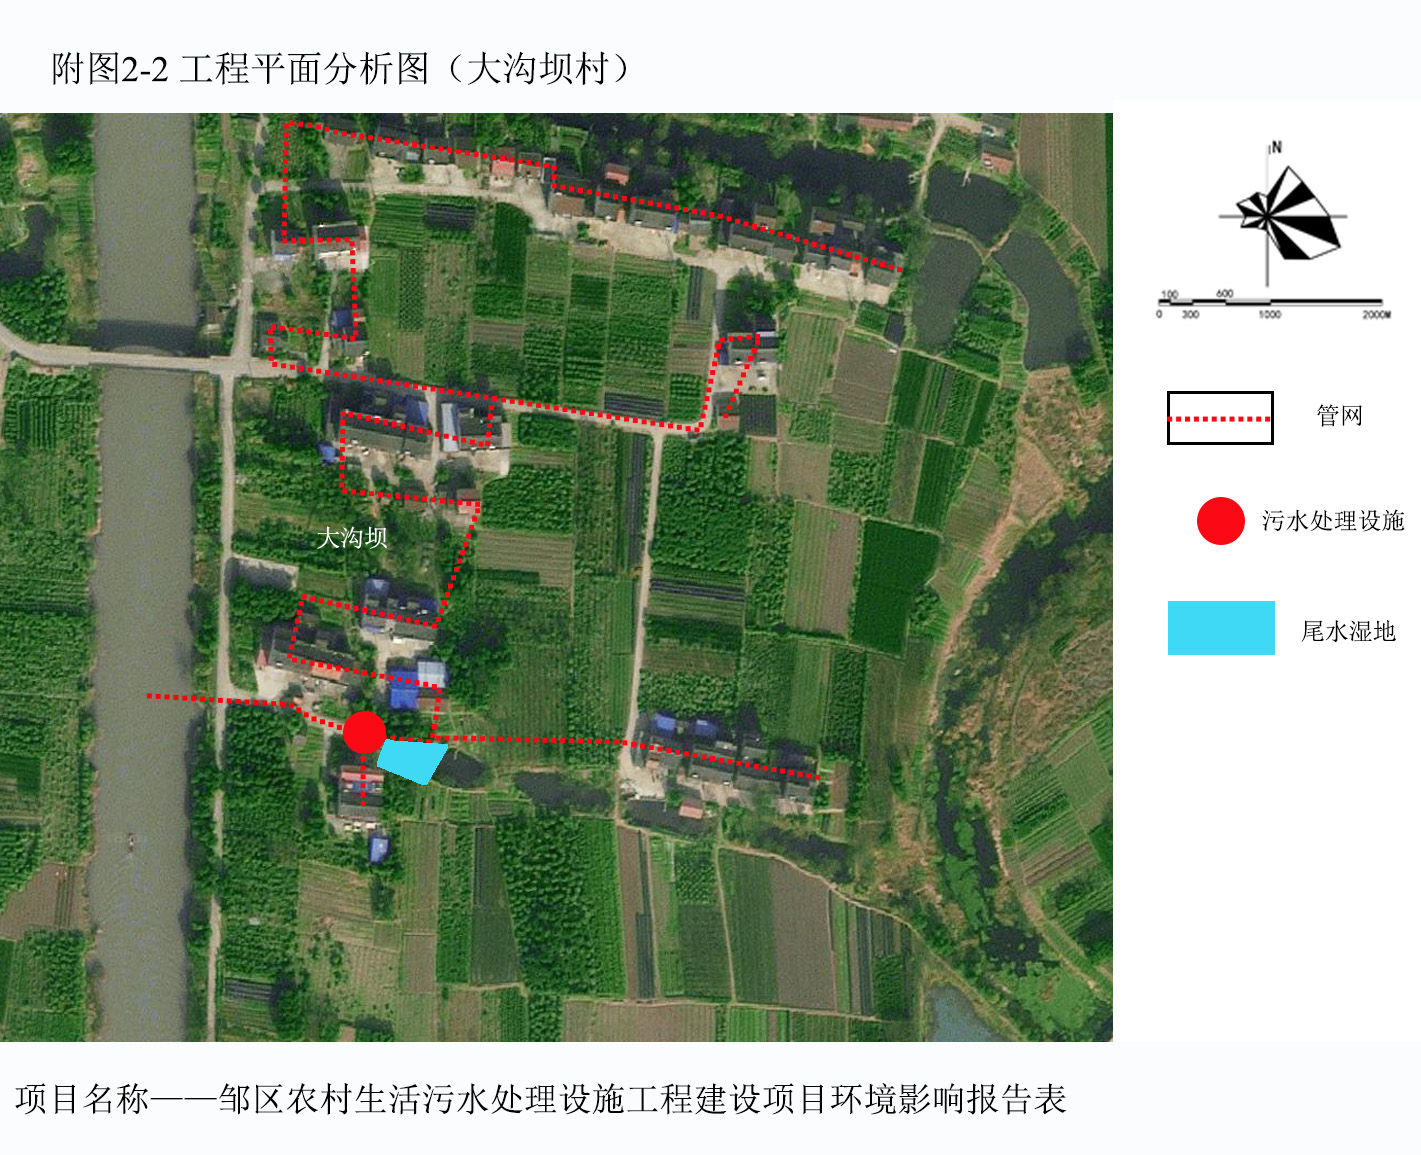 附图2-2 工程平面分析图（大沟坝村）
N
100 600
0 300 1000 2000M
管网
污水处理设施
大沟坝
尾水湿地
项目名称——邹区农村生活污水处理设施工程建设项目环境影响报告表